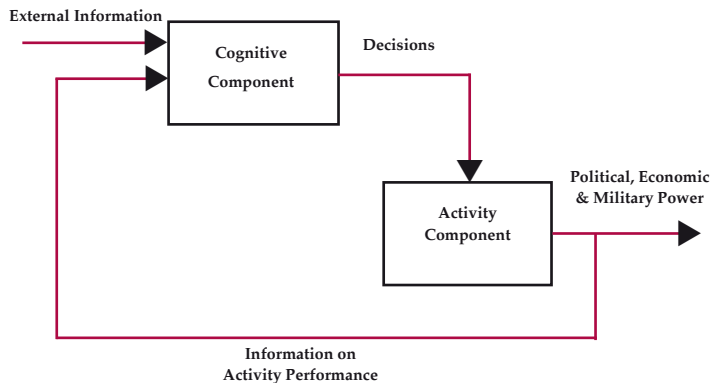 External Information
Cognitive
Component
Decisions
Political, Economic
& Military Power
Activity
Component
Information on
Activity Performance